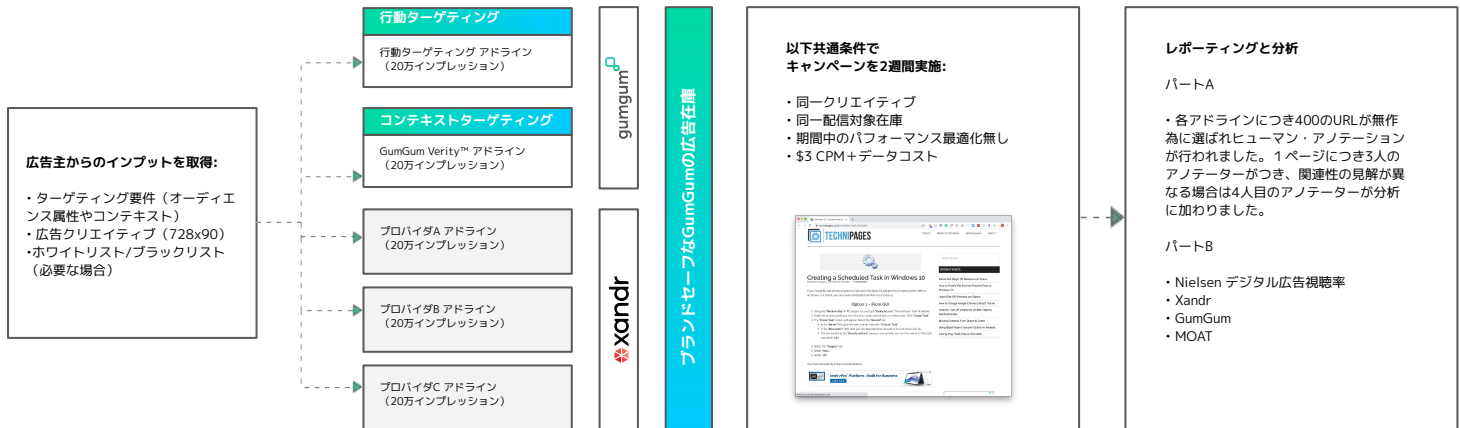 広告主からのインプットを取得:
・ターゲティング要件（オーディエ
ンス属性やコンテキスト）
・広告クリエイティブ（728x90）
・ホワイトリスト/ブラックリスト
（必要な場合）
行動ターゲティング
行動ターゲティング アドライン
（20万インプレッション）
コンテキストターゲティング
GumGum Verity™ アドライン
（20万インプレッション）
プロバイダA アドライン
（20万インプレッション）
プロバイダB アドライン
（20万インプレッション）
プロバイダC アドライン
（20万インプレッション）
gumgum
xandr
ブランドセーフなGumGumの広告在庫
以下共通条件で
キャンペーンを2週間実施:
・同一クリエイティブ
・同一配信対象在庫
・期間中のパフォーマンス最適化無し
・$3 CPM＋データコスト
TECHNIPAGES
Creating a Scheduled Task in Windows 10
Option 1 – From GUI
レポーティングと分析
パートA
・各アドラインにつき400のURLが無作
為に選ばれヒューマン・アノテーション
が行われました。１ページにつき3人の
アノテーターがつき、関連性の見解が異
なる場合は4人目のアノテーターが分析
に加わりました。
パートB
・Nielsen デジタル広告視聴率
・Xandr
・GumGum
・MOAT